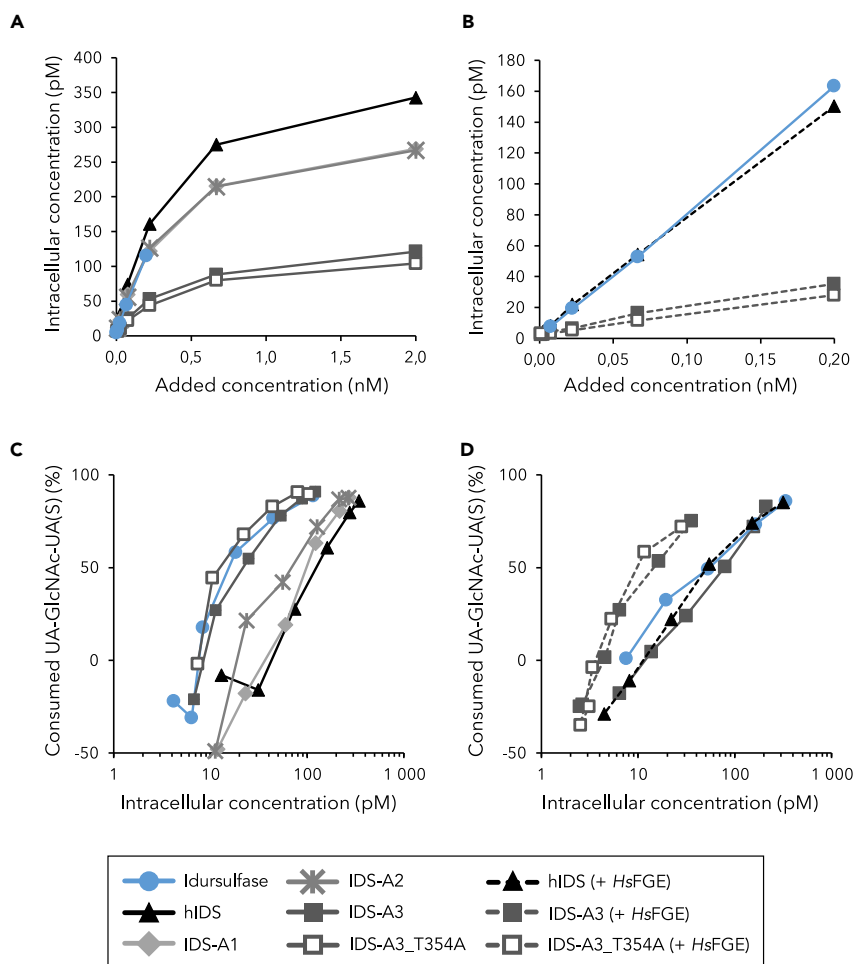 A
Intracellular concentration (pM)
400
350
300
250
200
150
100
50
0
0,0 0,5 1,0 1,5 2,0
Added concentration (nM)
B
Intracellular concentration (pM)
180
160
140
120
100
80
60
40
20
0
0,00 0,05 0,10 0,15 0,20
Added concentration (nM)
C
Consumed UA-GlcNAc-UA(S) (%)
100
50
0
-50
1 10 100 1 000
Intracellular concentration (pM)
D
Consumed UA-GlcNAc-UA(S) (%)
100
50
0
-50
1 10 100 1 000
Intracellular concentration (pM)
Idursulfase
hIDS
IDS-A1
IDS-A2
IDS-A3
IDS-A3_T354A
hIDS (+ HsFGE)
IDS-A3 (+ HsFGE)
IDS-A3_T354A (+ HsFGE)